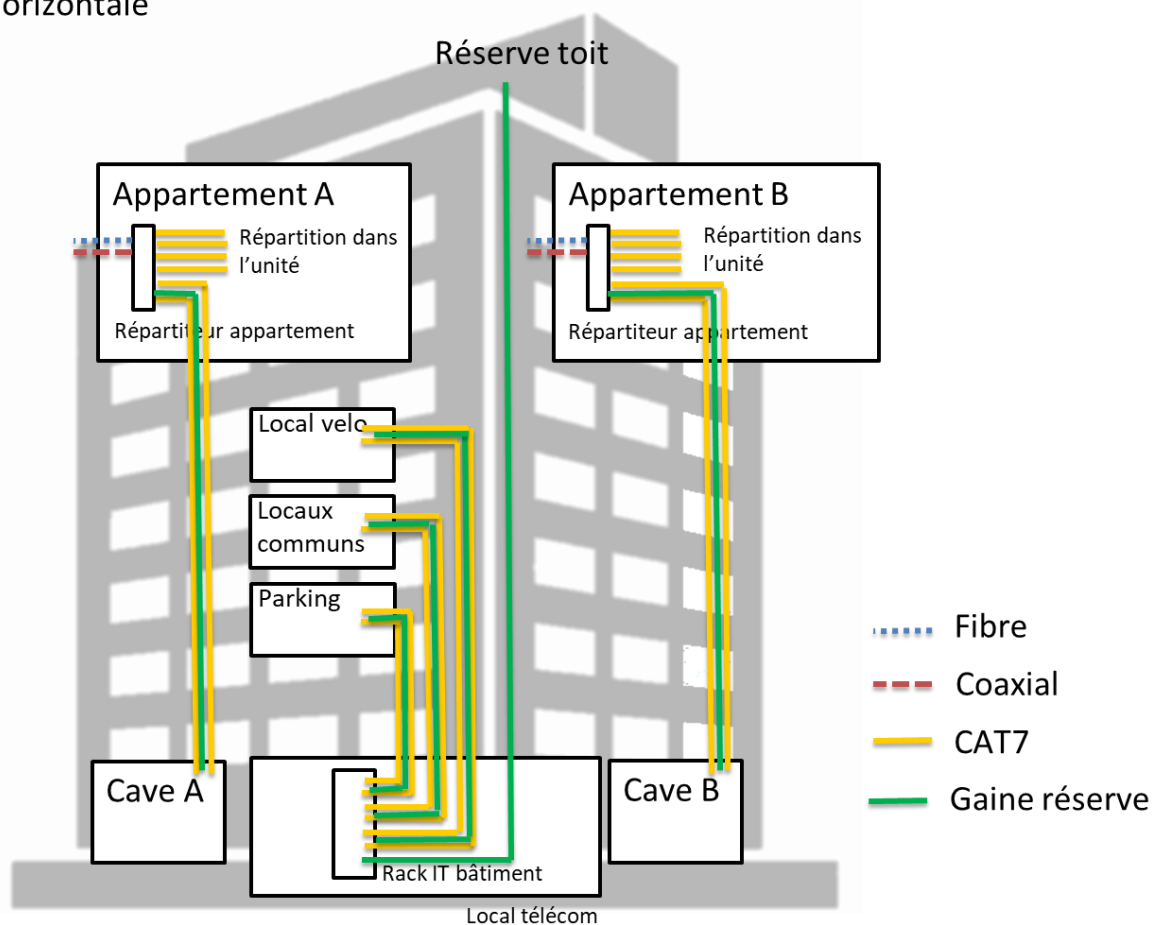 orizontale
Réserve toit
Appartement A
Répartition dans
l'unité
Répartiteur appartement
Appartement B
Répartition dans
l'unité
Répartiteur appartement
Local velo
Locaux
communs
Parking
Cave A
Rack IT bâtiment
Local télécom
Cave B
Fibre
Coaxial
CAT7
Gaine réserve